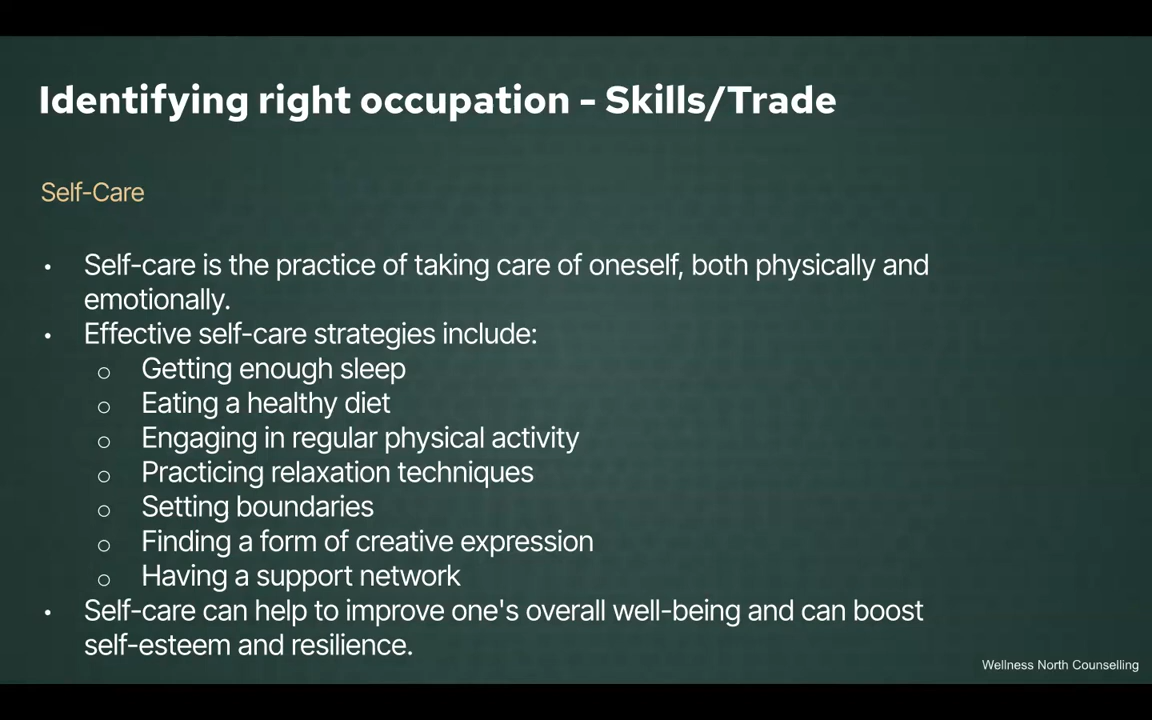 Identifying right occupation - Skills/Trade
Self-Care
• Self-care is the practice of taking care of oneself, both physically and
emotionally.
• Effective self-care strategies include:
o Getting enough sleep
o Eating a healthy diet
o Engaging in regular physical activity
o Practicing relaxation techniques
o Setting boundaries
o Finding a form of creative expression
o Having a support network
• Self-care can help to improve one's overall well-being and can boost
self-esteem and resilience.
Wellness North Counselling